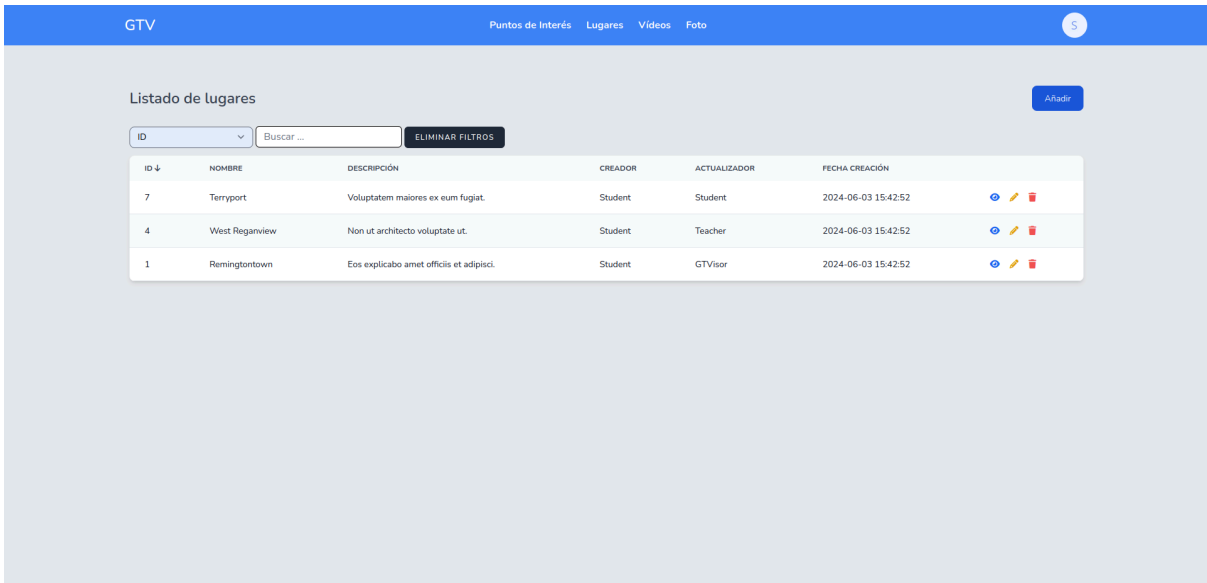 GTV Puntos de Interés Lugares Vídeos Foto S
Listado de lugares Añadir
ID Buscar ... ELIMINAR FILTROS
ID NOMBRE DESCRIPCIÓN CREADOR ACTUALIZADOR FECHA CREACIÓN
7 Terryport Voluptatem maiores ex eum fugiat. Student Student 2024-06-03 15:42:52
4 West Reganview Non ut architecto voluptate ut. Student Teacher 2024-06-03 15:42:52
1 Remingtontown Eos explicabo amet officiis et adipisci. Student GTVisor 2024-06-03 15:42:52